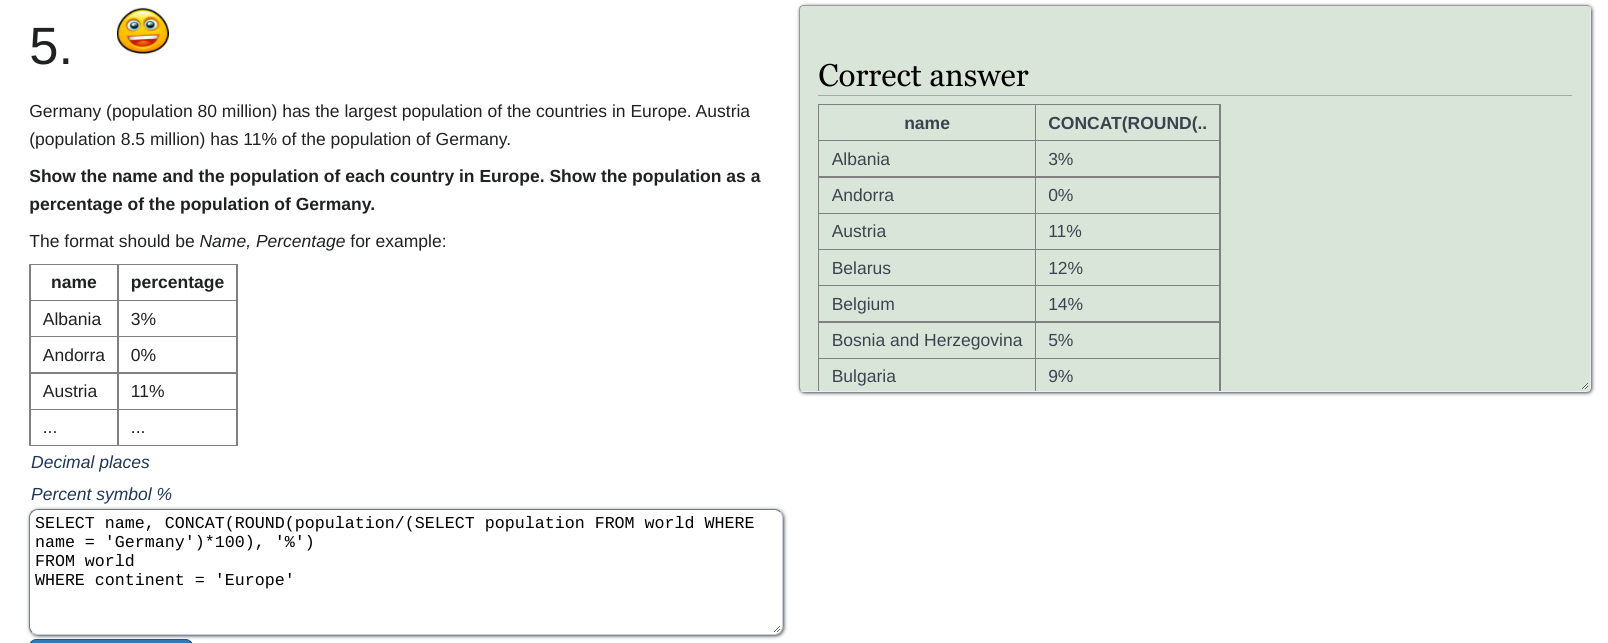 5.
Germany (population 80 million) has the largest population of the countries in Europe. Austria
(population 8.5 million) has 11% of the population of Germany.
Show the name and the population of each country in Europe. Show the population as a
percentage of the population of Germany.
The format should be Name, Percentage for example:
name percentage
Albania 3%
Andorra 0%
Austria 11%
... ...
Decimal places
Percent symbol %
SELECT name, CONCAT(ROUND(population/(SELECT population FROM world WHERE
name = 'Germany')*100), '%')
FROM world
WHERE continent = 'Europe'
Correct answer
name CONCAT(ROUND(..
Albania 3%
Andorra 0%
Austria 11%
Belarus 12%
Belgium 14%
Bosnia and Herzegovina 5%
Bulgaria 9%